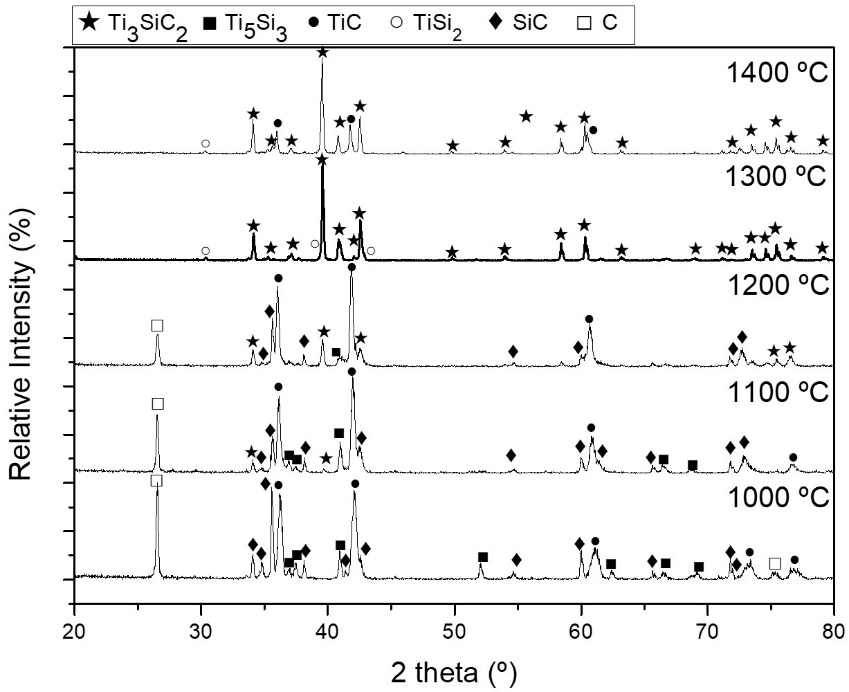 ★ Ti3SiC2 ■ Ti5Si3 ● TiC ○ TiSi2 ◆ SiC □ C
1400 ºC
1300 ºC
1200 ºC
1100 ºC
1000 ºC
Relative Intensity (%)
20 30 40 50 60 70 80
2 theta (º)